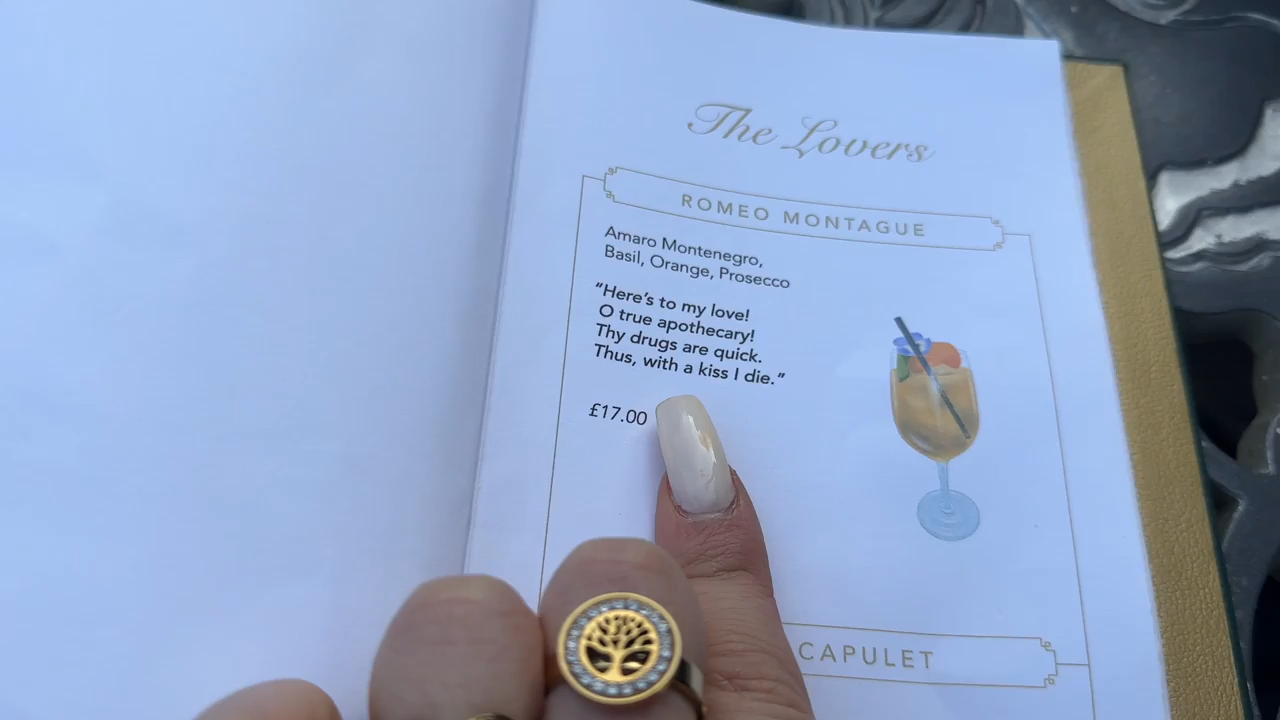 The Lovers
ROMEO MONTAGUE
Amaro Montenegro,
Basil, Orange, Prosecco
“Here’s to my love!
O true apothecary!
Thy drugs are quick.
Thus, with a kiss I die.”
£17.00
CAPULET